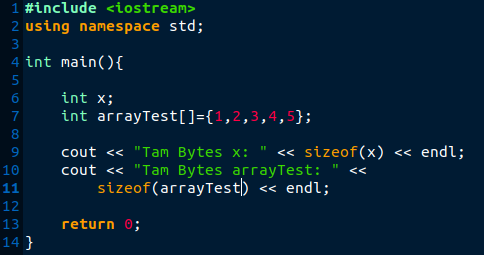 1 #include <iostream>
2 using namespace std;
3
4 int main(){
5
6     int x;
7     int arrayTest[]={1,2,3,4,5};
8
9     cout << "Tam Bytes x: " << sizeof(x) << endl;
10     cout << "Tam Bytes arrayTest: " <<
11         sizeof(arrayTest) << endl;
12
13     return 0;
14 }